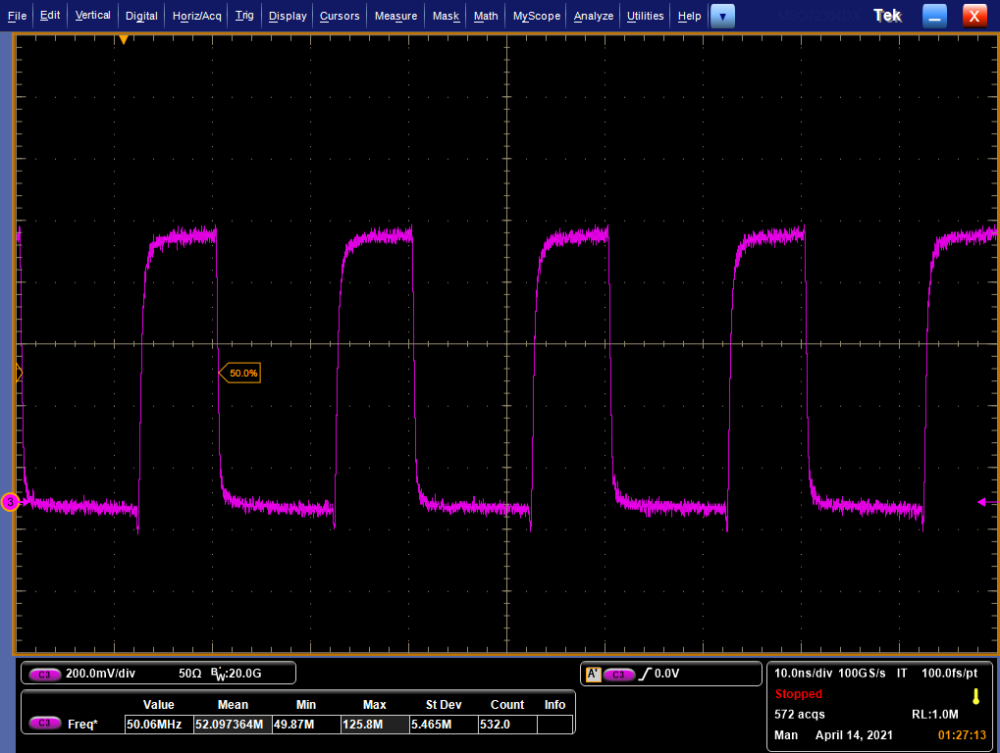 File Edit Vertical Digital Horiz/Acq Trig Display Cursors Measure Mask Math MyScope Analyze Utilities Help Tek X
50.0%
3
C3 200.0mV/div 50Ω BW:20.0G
A' C3 0.0V
10.0ns/div 100GS/s IT 100.0fs/pt
Stopped
572 acqs RL:1.0M
Man April 14, 2021 01:27:13
Value Mean Min Max St Dev Count Info
C3 Freq* 50.06MHz 52.097364M 49.87M 125.8M 5.465M 532.0